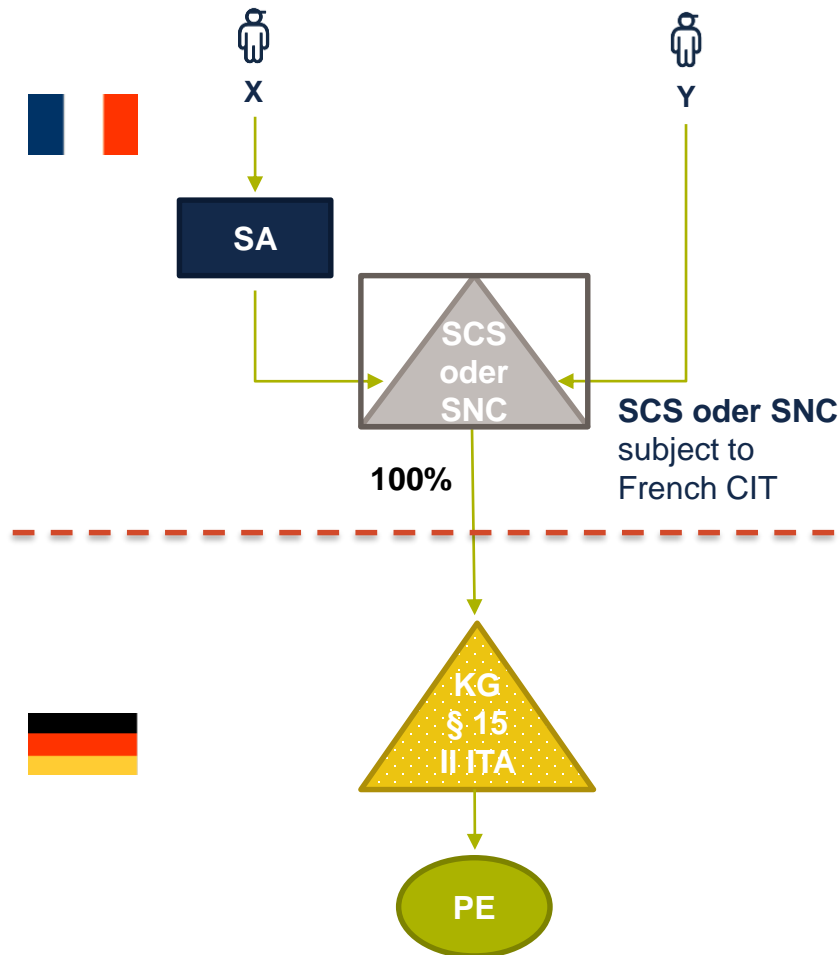 X
Y
SA
SCS
oder
SNC
SCS oder SNC
subject to
French CIT
100%
KG
§ 15
II ITA
PE